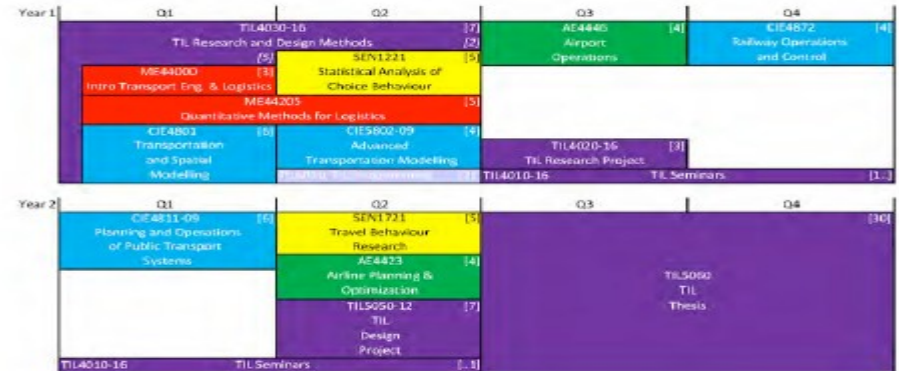 Year 1 Q1 Q2 Q3 Q4
TIL4030-16 [7]
TIL Research and Design Methods [2]
[5]
ME44000 [3]
Intro Transport Eng. & Logistics
SEN1221 [5]
Statistical Analysis of
Choice Behaviour
ME44205 [5]
Quantitative Methods for Logistics
CIE4801 [6]
Transportation
and Spatial
Modelling
CIE5802-09 [4]
Advanced
Transportation Modelling
AE4446 [4]
Airport
Operations
CIE4872 [4]
Railway Operations
and Control
TIL4020-16 [3]
TIL Research Project
TIL4010-16 TIL Seminars [1..]
Year 2 Q1 Q2 Q3 Q4
CIE4811-09 [6]
Planning and Operations
of Public Transport
Systems
SEN1721 [5]
Travel Behaviour
Research
AE4423 [4]
Airline Planning &
Optimization
TIL5050-12 [7]
TIL
Design
Project
TIL4010-16 TIL Seminars [..1]
[30]
TIL5060
TIL
Thesis